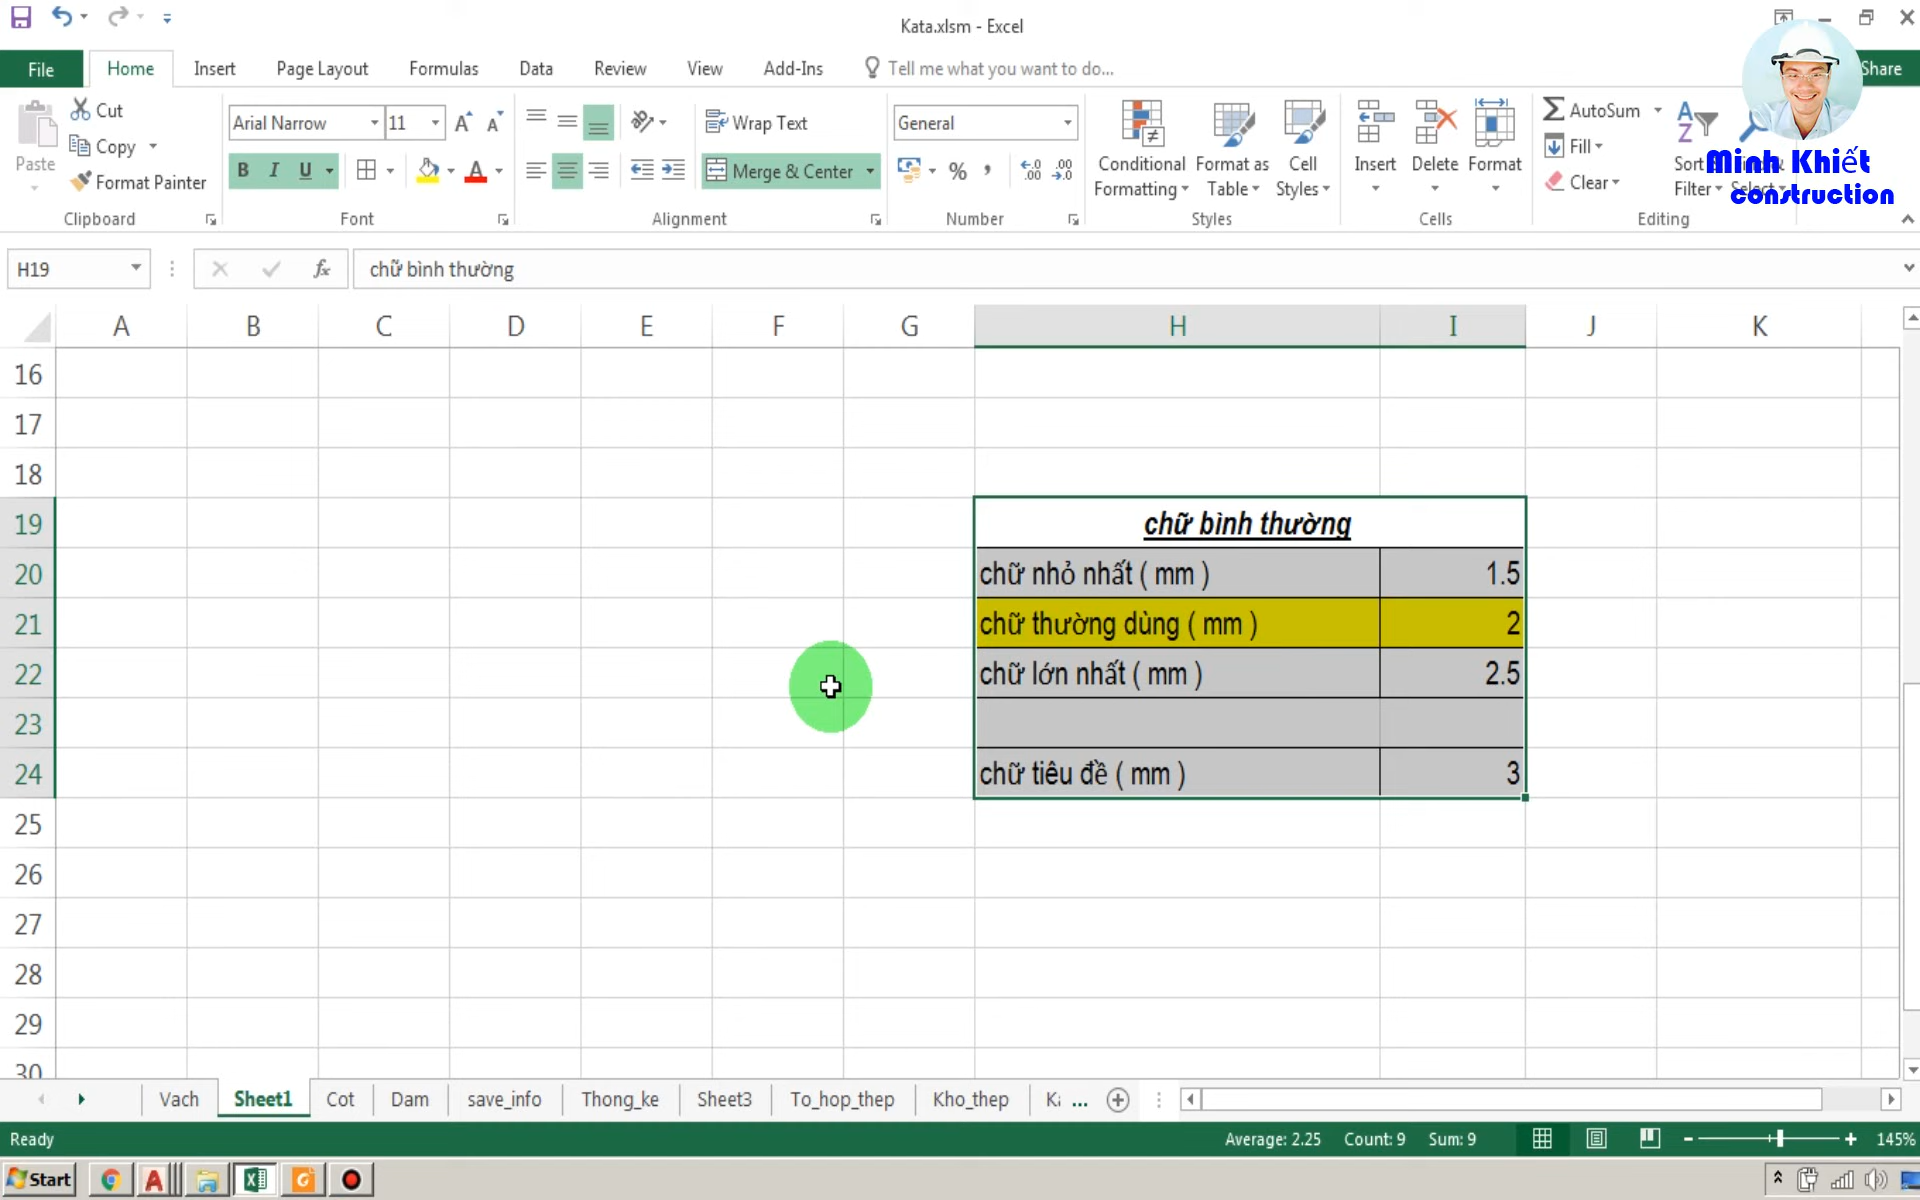 Kata.xlsm - Excel
File Home Insert Page Layout Formulas Data Review View Add-Ins Tell me what you want to do... Share
Paste Cut
Copy
Format Painter
Clipboard
Arial Narrow 11
B I U
Font
Wrap Text
Merge & Center
Alignment
General
Number
Conditional Formatting Format as Table Cell Styles
Styles
Insert Delete Format
Cells
AutoSum
Fill
Clear
Sort
Filter Select
Editing
Minh Khiết
construction
H19 fx chữ bình thường
A B C D E F G H I J K
16
17
18
19 chữ bình thường
20 chữ nhỏ nhất ( mm ) 1.5
21 chữ thường dùng ( mm ) 2
22 chữ lớn nhất ( mm ) 2.5
23
24 chữ tiêu đề ( mm ) 3
25
26
27
28
29
30
Vach Sheet1 Cot Dam save_info Thong_ke Sheet3 To_hop_thep Kho_thep ...
Ready Average: 2.25 Count: 9 Sum: 9 145%
Start